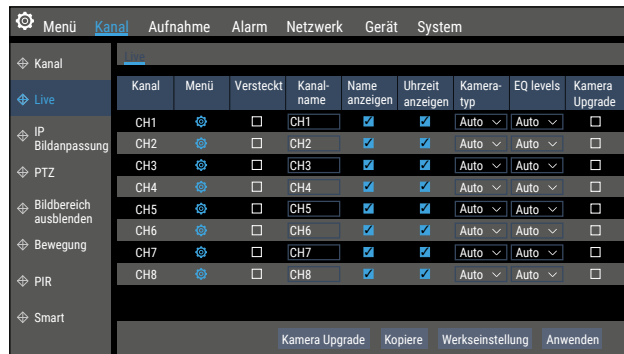 Menü Kanal Aufnahme Alarm Netzwerk Gerät System
Kanal
Live
IP
Bildanpassung
PTZ
Bildbereich
ausblenden
Bewegung
PIR
Smart
Live
Kanal Menü Versteckt Kanal-
name Name
anzeigen Uhrzeit
anzeigen Kamera-
typ EQ levels Kamera
Upgrade
CH1 CH1 Auto Auto
CH2 CH2 Auto Auto
CH3 CH3 Auto Auto
CH4 CH4 Auto Auto
CH5 CH5 Auto Auto
CH6 CH6 Auto Auto
CH7 CH7 Auto Auto
CH8 CH8 Auto Auto
Kamera Upgrade Kopiere Werkseinstellung Anwenden